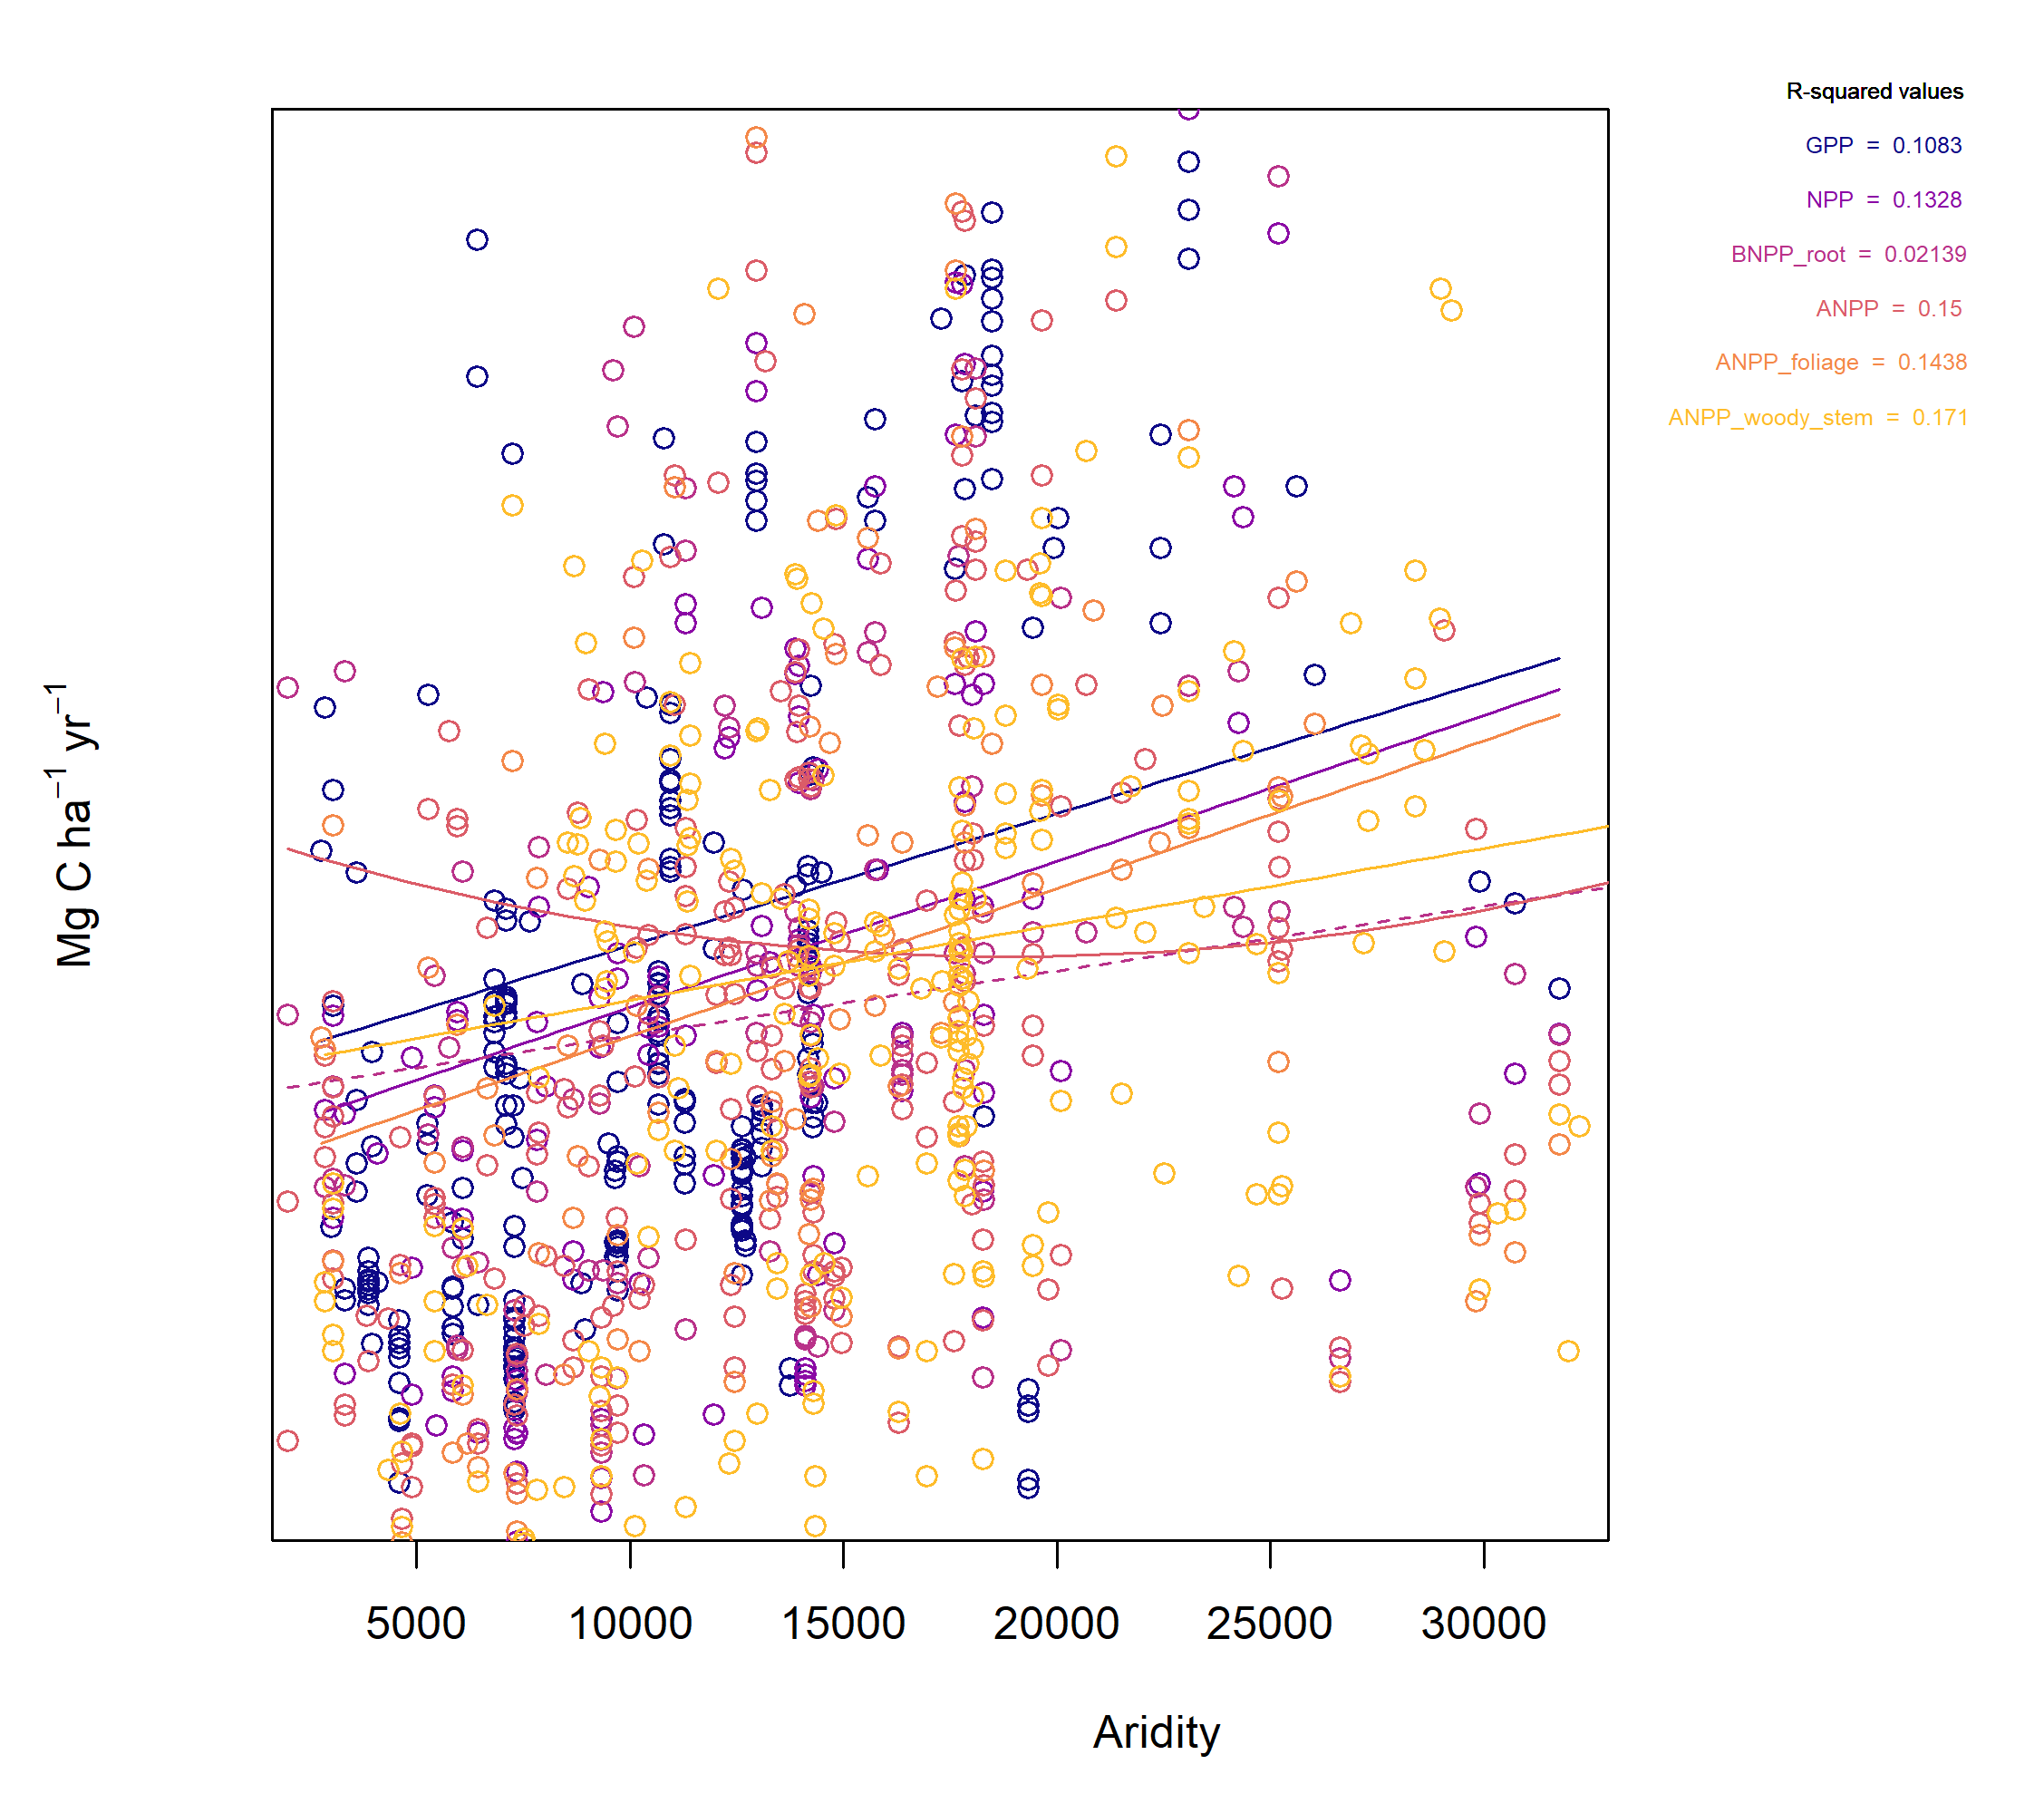 R-squared values
GPP = 0.1083
NPP = 0.1328
BNPP_root = 0.02139
ANPP = 0.15
ANPP_foliage = 0.1438
ANPP_woody_stem = 0.171
Mg C ha⁻¹ yr⁻¹
5000 10000 15000 20000 25000 30000
Aridity